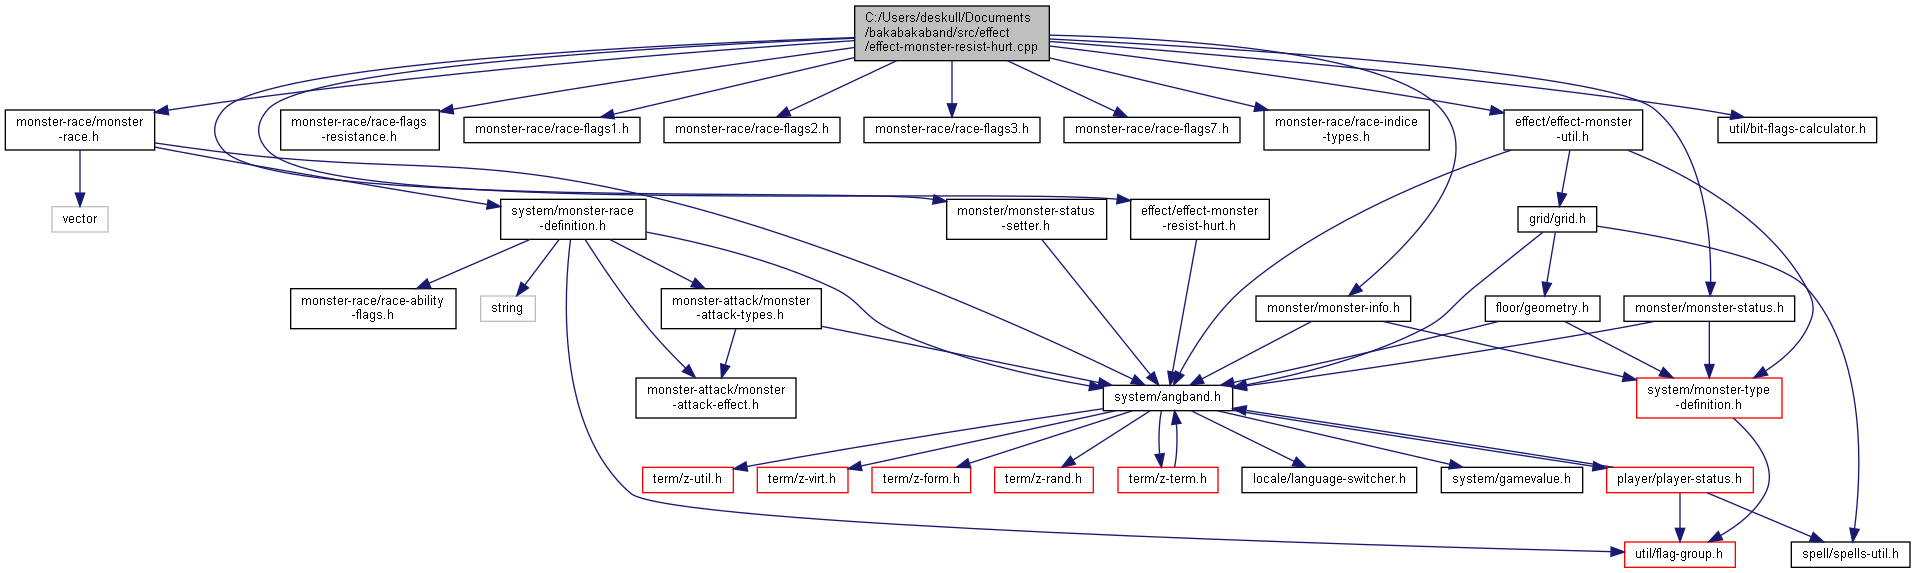 C:/Users/deskull/Documents
/bakabakaband/src/effect
/effect-monster-resist-hurt.cpp
monster-race/monster
-race.h
monster-race/race-flags
-resistance.h
monster-race/race-flags1.h
monster-race/race-flags2.h
monster-race/race-flags3.h
monster-race/race-flags7.h
monster-race/race-indice
-types.h
effect/effect-monster
-util.h
util/bit-flags-calculator.h
vector
system/monster-race
-definition.h
monster/monster-status
-setter.h
effect/effect-monster
-resist-hurt.h
grid/grid.h
monster-race/race-ability
-flags.h
string
monster-attack/monster
-attack-types.h
monster/monster-info.h
floor/geometry.h
monster/monster-status.h
monster-attack/monster
-attack-effect.h
system/angband.h
system/monster-type
-definition.h
term/z-util.h
term/z-virt.h
term/z-form.h
term/z-rand.h
term/z-term.h
locale/language-switcher.h
system/gamevalue.h
player/player-status.h
util/flag-group.h
spell/spells-util.h